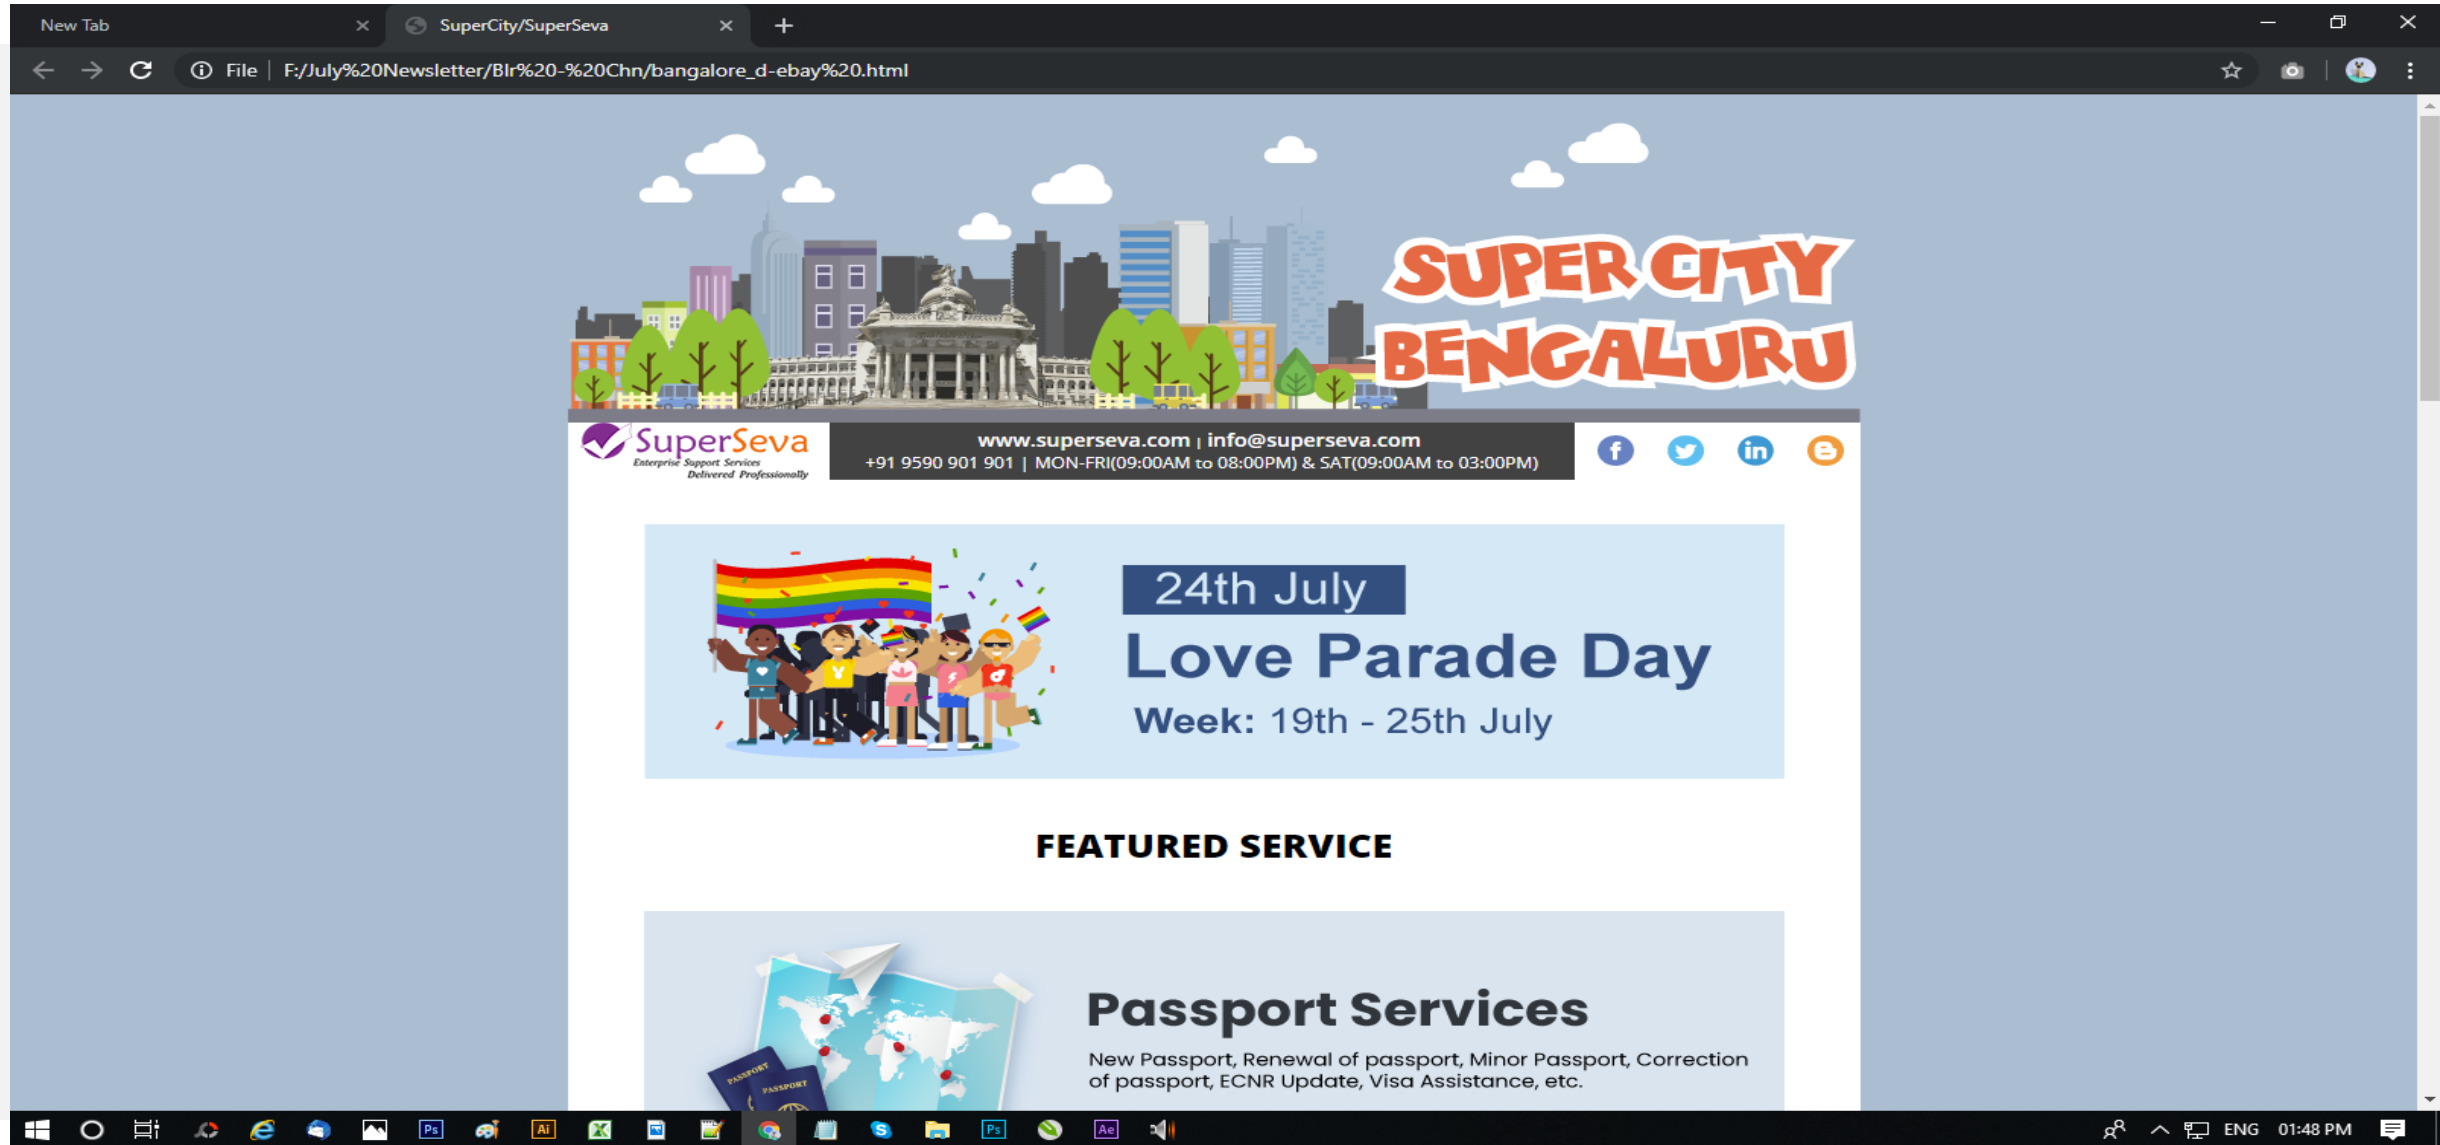 New Tab
SuperCity/SuperSeva
File | F:/July%20Newsletter/Blr%20-%20Chn/bangalore_d-ebay%20.html
SUPER CITY
BENGALURU
SuperSeva
Enterprise Support Services
Delivered Professionally
www.superseva.com | info@superseva.com
+91 9590 901 901 | MON-FRI(09:00AM to 08:00PM) & SAT(09:00AM to 03:00PM)
24th July
Love Parade Day
Week: 19th - 25th July
FEATURED SERVICE
Passport Services
New Passport, Renewal of passport, Minor Passport, Correction
of passport, ECNR Update, Visa Assistance, etc.
PASSPORT
PASSPORT
Ps
Ai
Ps
Ae
ENG
01:48 PM